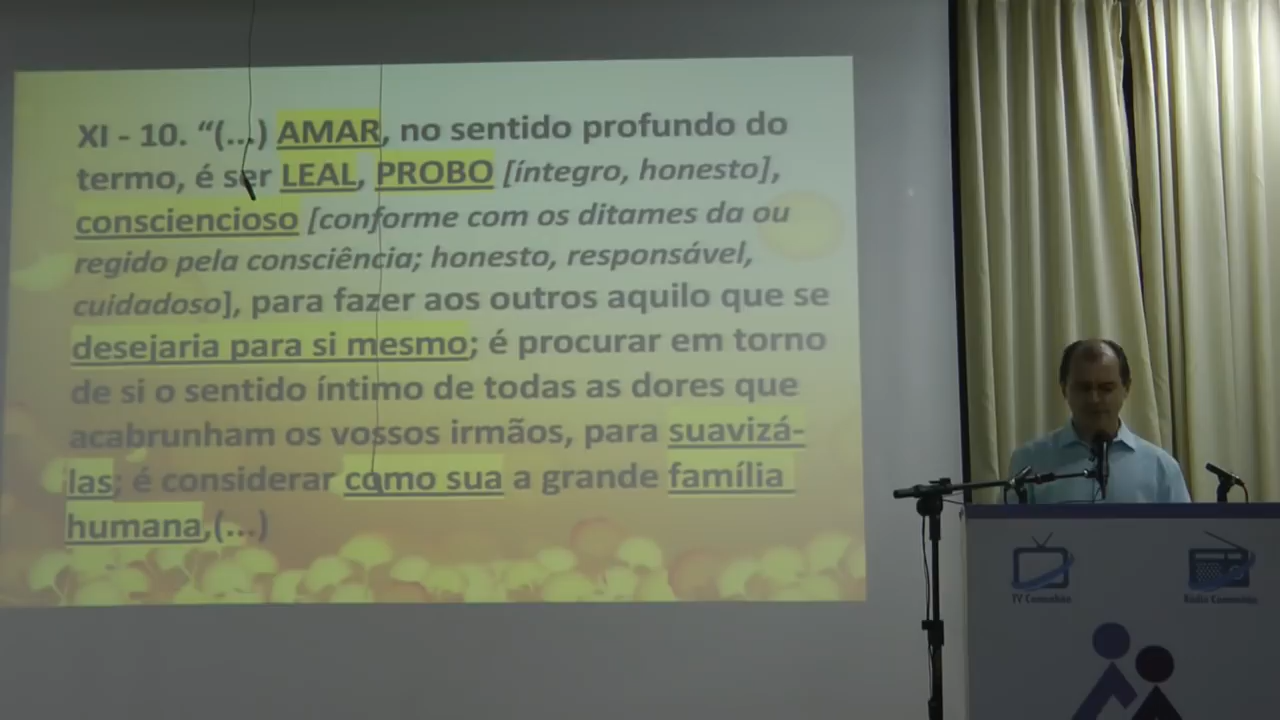 XI - 10. “(...) AMAR, no sentido profundo do
termo, é ser LEAL, PROBO [íntegro, honesto],
consciencioso [conforme com os ditames da ou
regido pela consciência; honesto, responsável,
cuidadoso], para fazer aos outros aquilo que se
desejaria para si mesmo; é procurar em torno
de si o sentido íntimo de todas as dores que
acabrunham os vossos irmãos, para suavizá-
las; é considerar como sua a grande família
humana,(...)
TV Comunhão
Rádio Comunhão